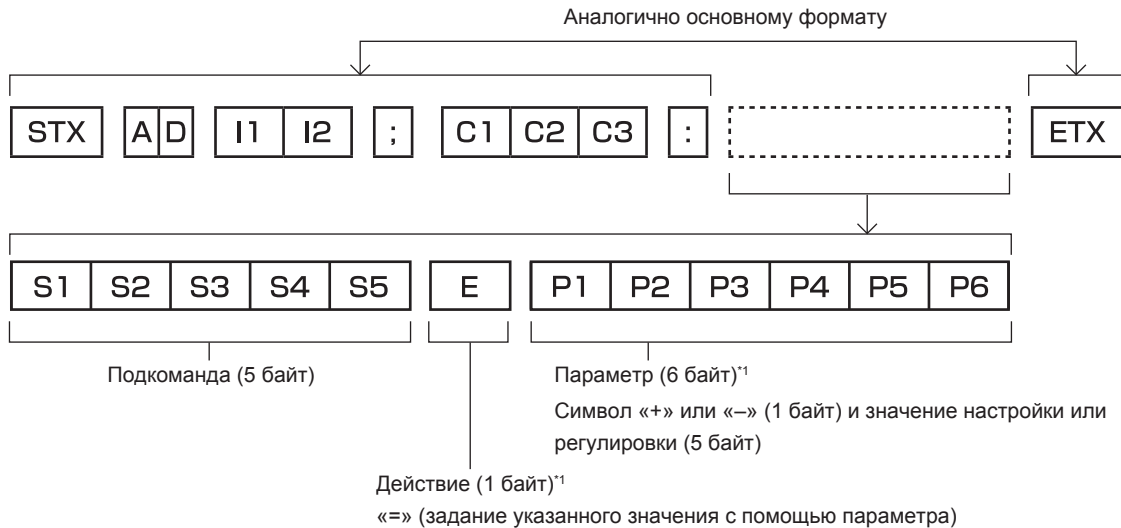 Аналогично основному формату
STX A D I1 I2 ; C1 C2 C3 : ETX
S1 S2 S3 S4 S5 E P1 P2 P3 P4 P5 P6
Подкоманда (5 байт)
Параметр (6 байт)*1
Символ «+» или «–» (1 байт) и значение настройки или
регулировки (5 байт)
Действие (1 байт)*1
«=» (задание указанного значения с помощью параметра)